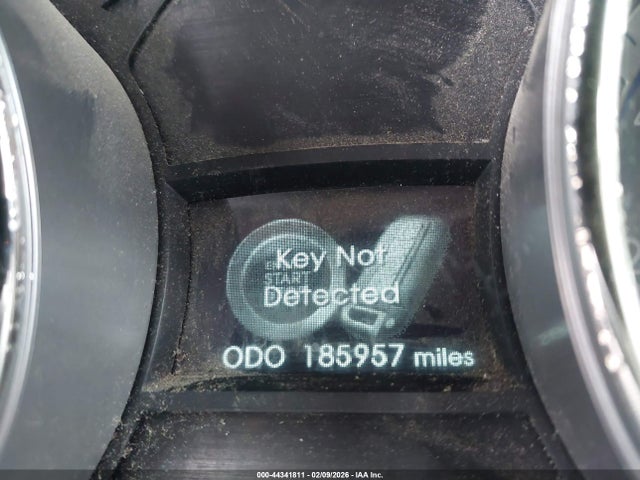 Key Not
START
Detected
ODO 185957 miles
000-44341811 - 02/09/2026 - IAA Inc.